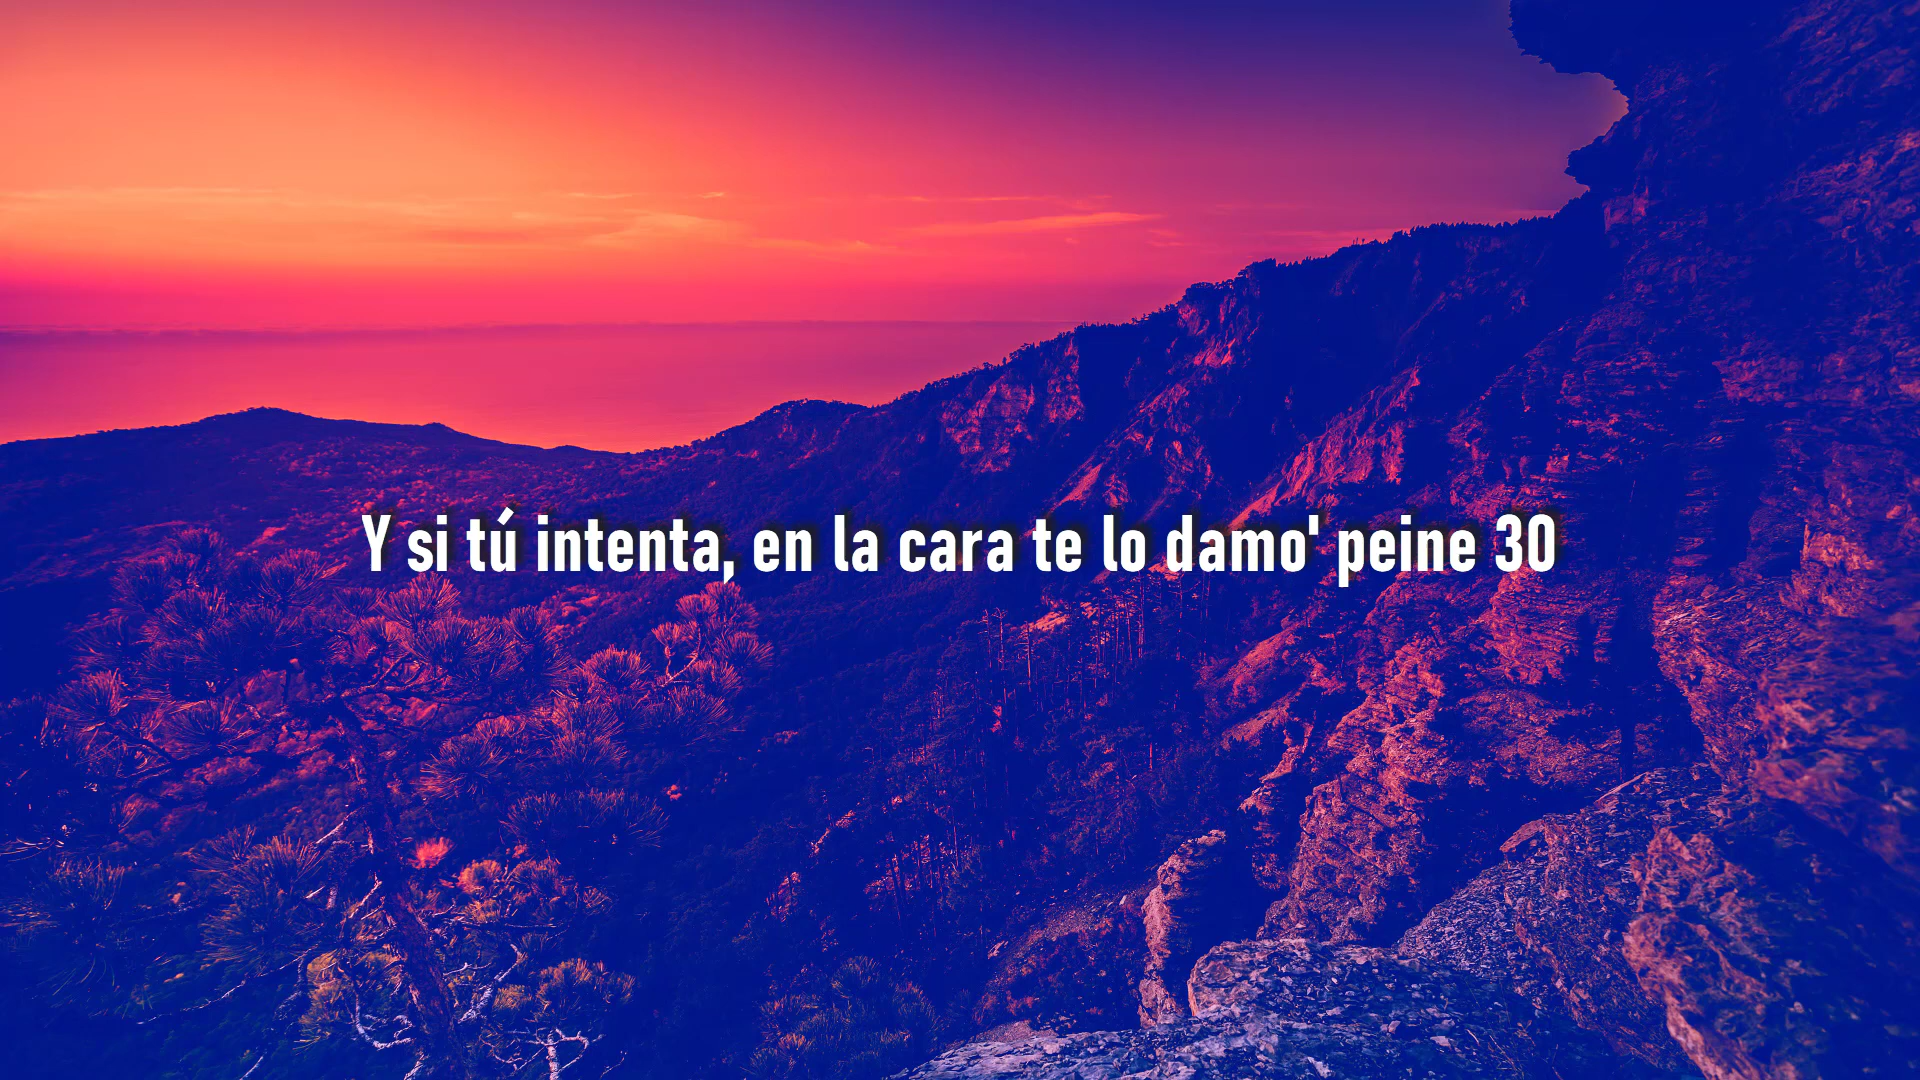 Y si tú intenta, en la cara te lo damo' peine 30